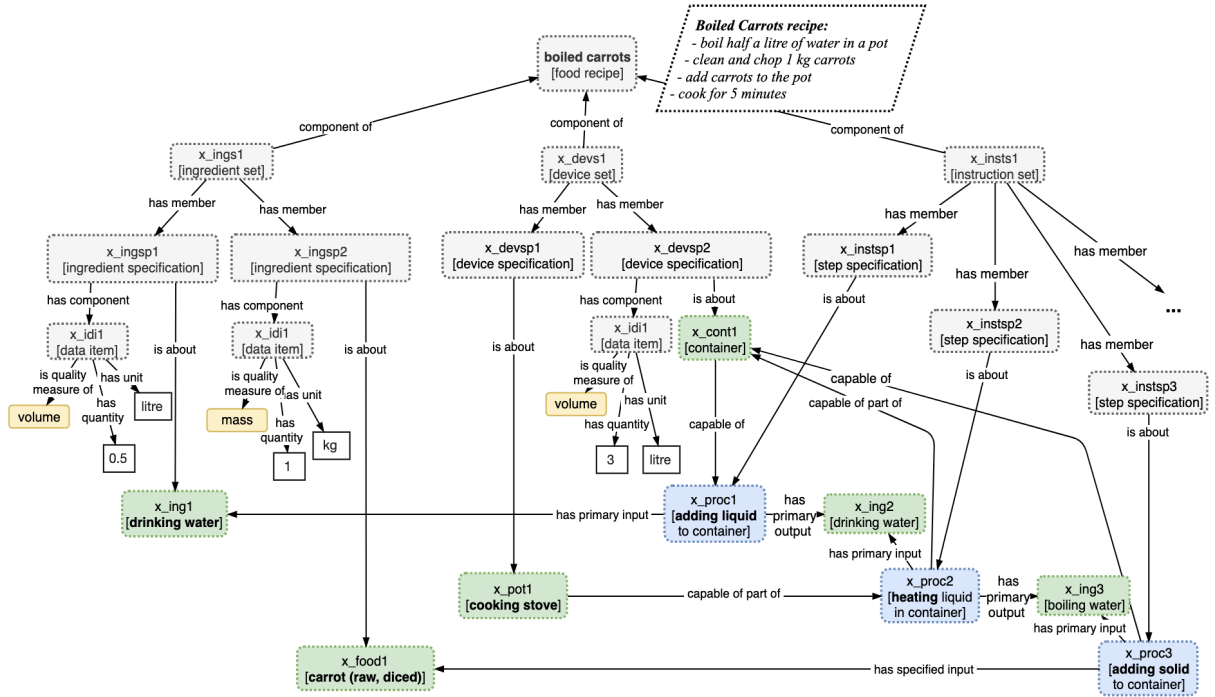 Boiled Carrots recipe:
- boil half a litre of water in a pot
- clean and chop 1 kg carrots
- add carrots to the pot
- cook for 5 minutes
boiled carrots
[food recipe]
component of
component of
component of
x_ings1
[ingredient set]
x_devs1
[device set]
x_insts1
[instruction set]
has member
has member
has member
has member
has member
has member
has member
has member
x_ingsp1
[ingredient specification]
x_ingsp2
[ingredient specification]
x_devsp1
[device specification]
x_devsp2
[device specification]
x_instsp1
[step specification]
x_instsp2
[step specification]
x_instsp3
[step specification]
...
has component
is about
has component
is about
is about
has component
is about
is about
is about
is about
x_idi1
[data item]
x_idi1
[data item]
x_idi1
[data item]
x_cont1
[container]
is quality
measure of
has unit
has
quantity
volume
litre
0.5
is quality
measure of
has unit
has
quantity
mass
kg
1
is quality
measure of
has unit
has quantity
volume
3
litre
capable of
capable of
capable of part of
x_ing1
[drinking water]
has primary input
x_proc1
[adding liquid
to container]
has
primary
output
x_ing2
[drinking water]
has primary input
x_pot1
[cooking stove]
capable of part of
x_proc2
[heating liquid
in container]
has
primary
output
x_ing3
[boiling water]
has primary input
x_food1
[carrot (raw, diced)]
has specified input
x_proc3
[adding solid
to container]